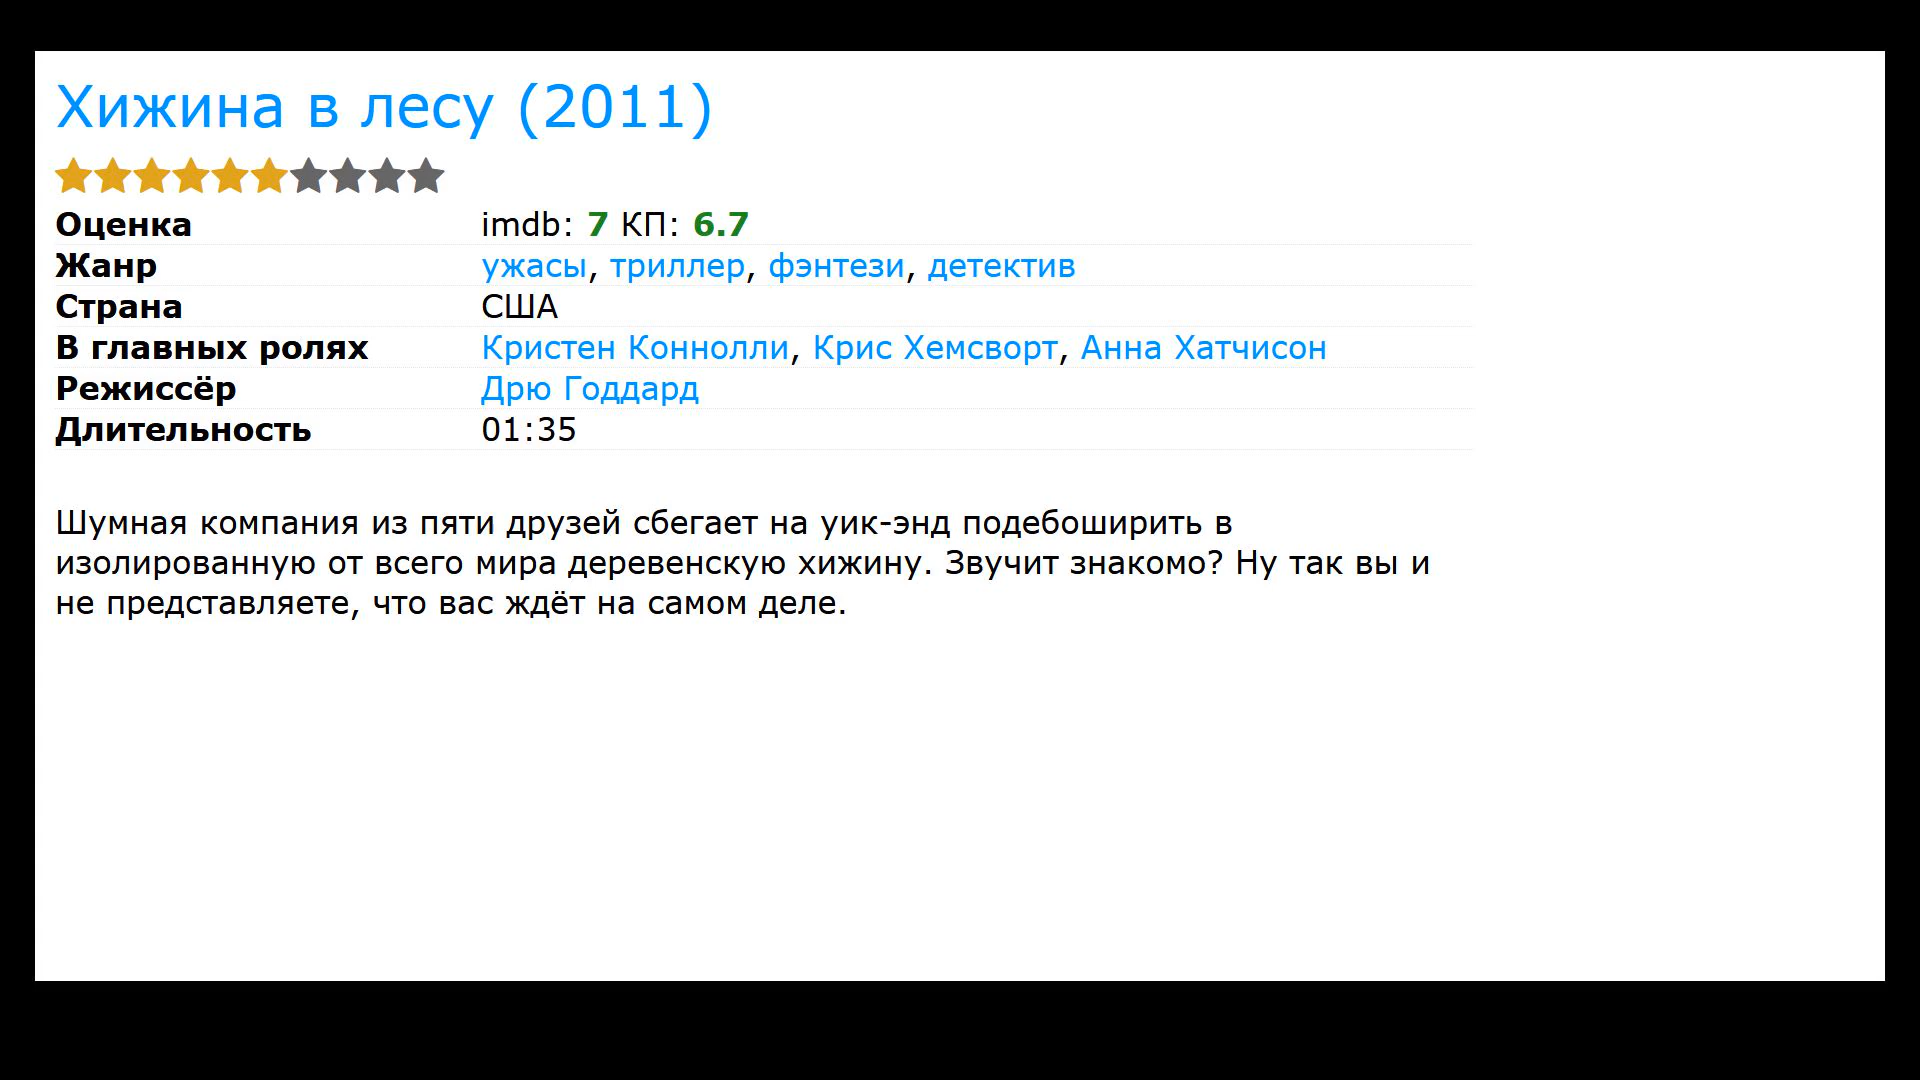 Хижина в лесу (2011)
Оценка imdb: 7 КП: 6.7
Жанр ужасы, триллер, фэнтези, детектив
Страна США
В главных ролях Кристен Коннолли, Крис Хемсворт, Анна Хатчисон
Режиссёр Дрю Годдард
Длительность 01:35
Шумная компания из пяти друзей сбегает на уик-энд подебоширить в
изолированную от всего мира деревенскую хижину. Звучит знакомо? Ну так вы и
не представляете, что вас ждёт на самом деле.